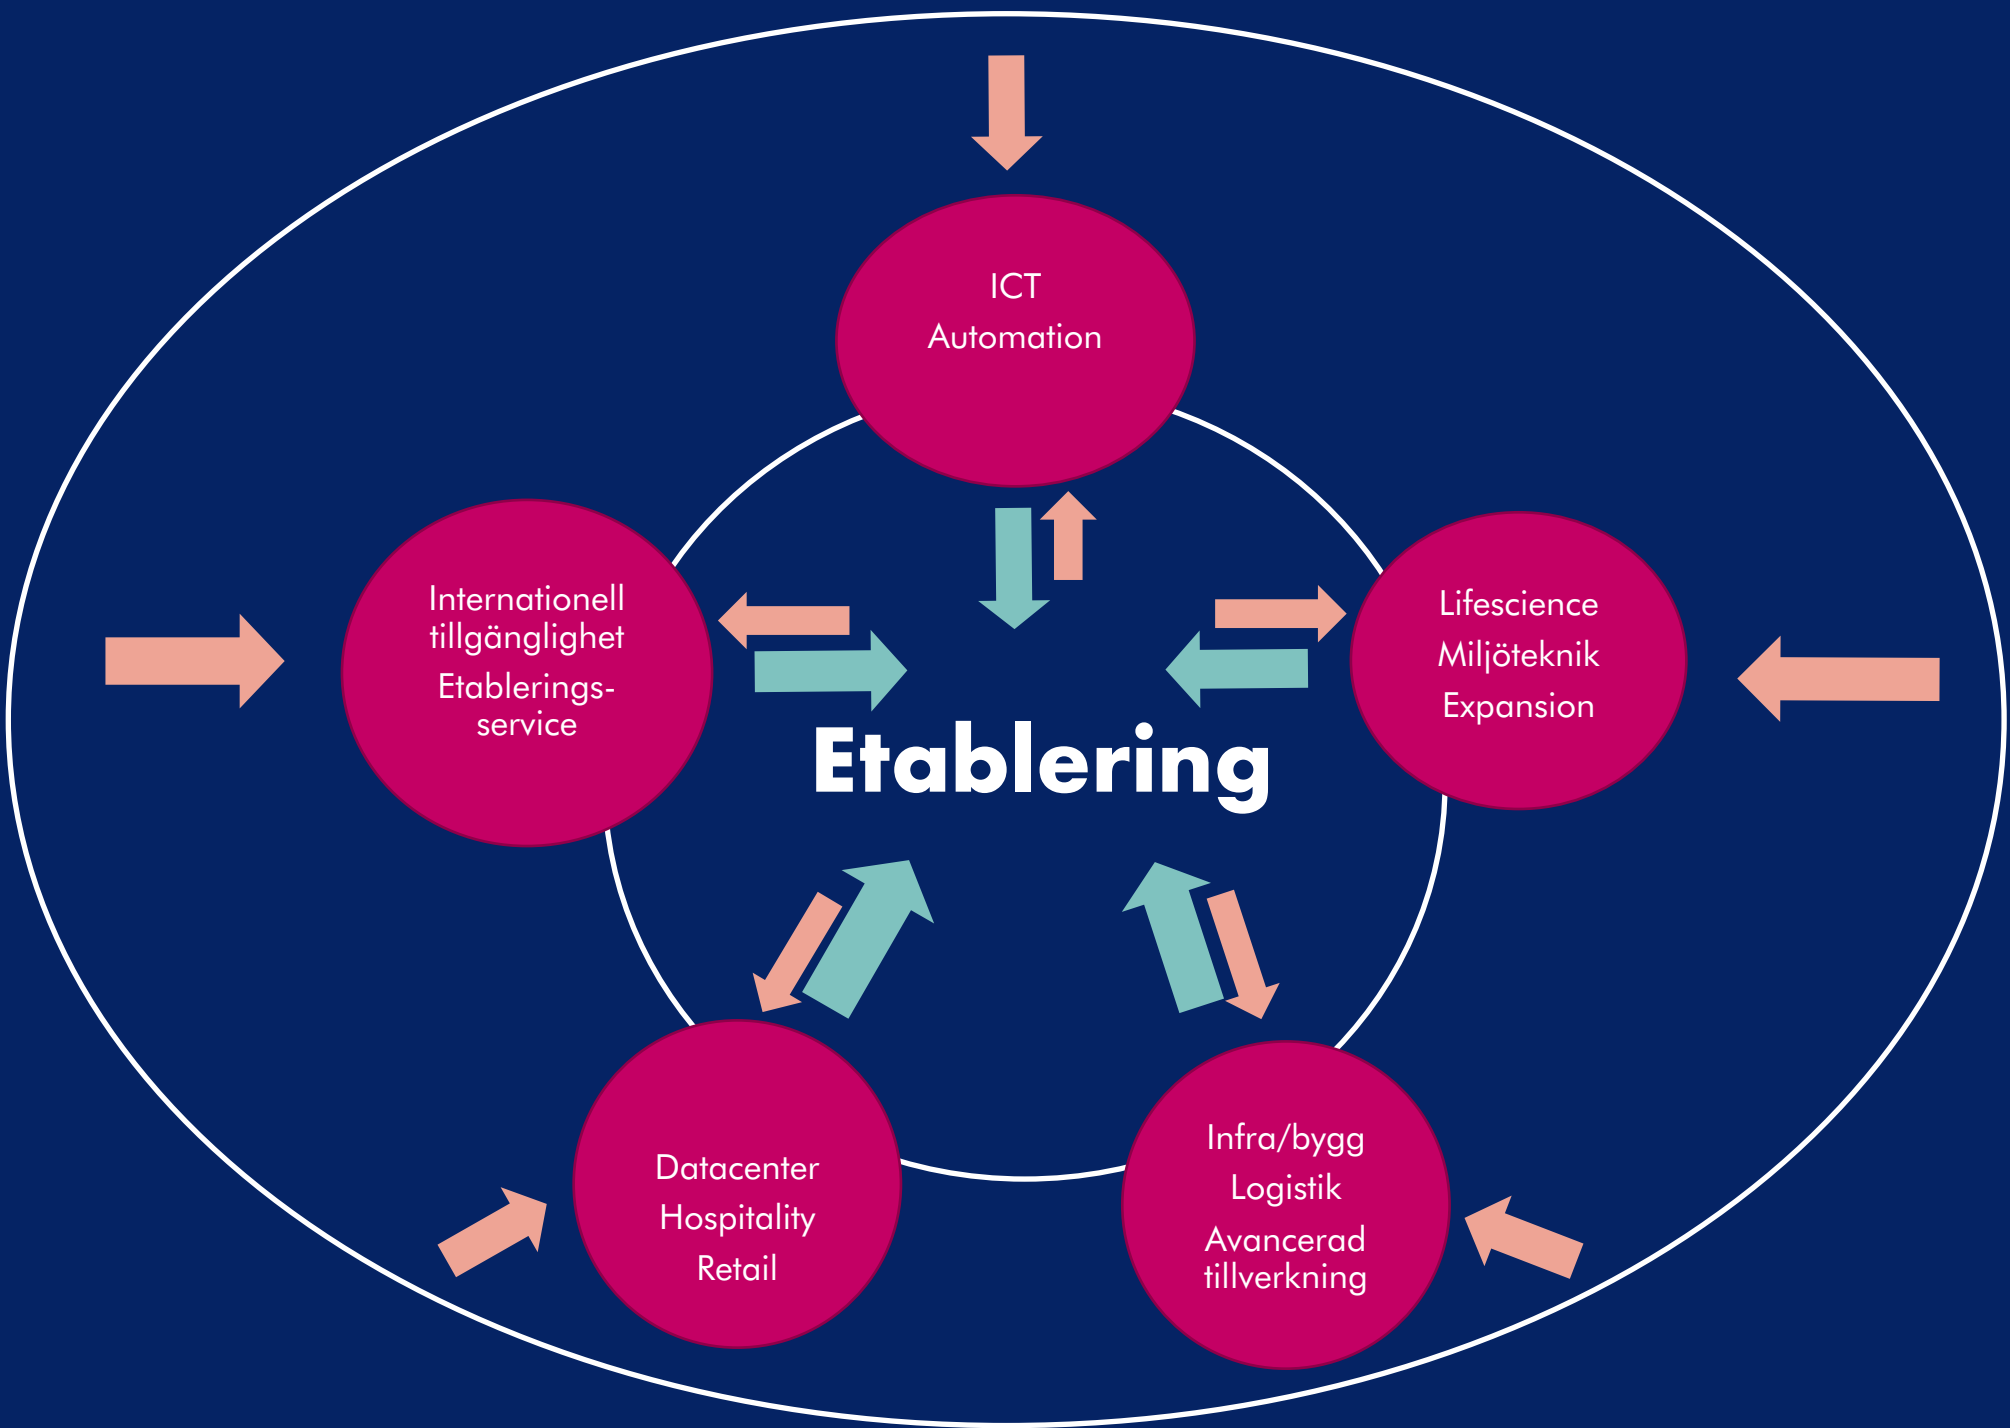 ICT
Automation
Internationell
tillgänglighet
Etablerings-
service
Lifescience
Miljöteknik
Expansion
Etablering
Datacenter
Hospitality
Retail
Infra/bygg
Logistik
Avancerad
tillverkning